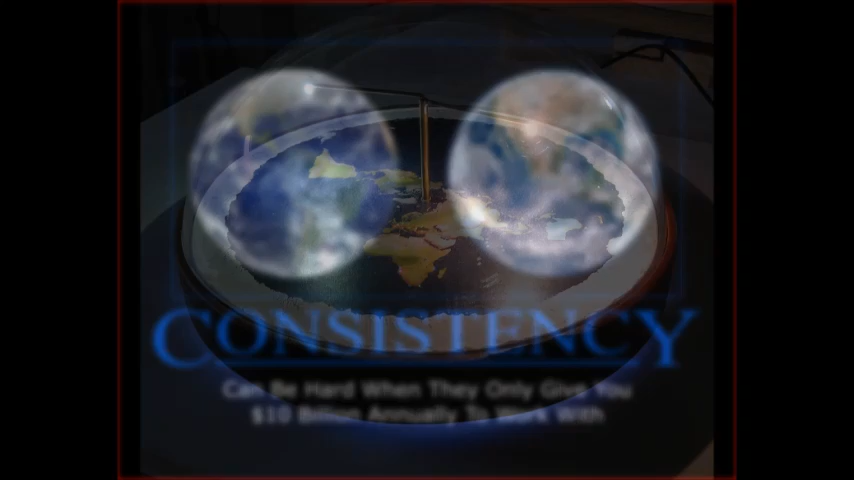 CONSISTENCY
Can Be Hard When They Only Give You
$10 Billion Annually To Work With